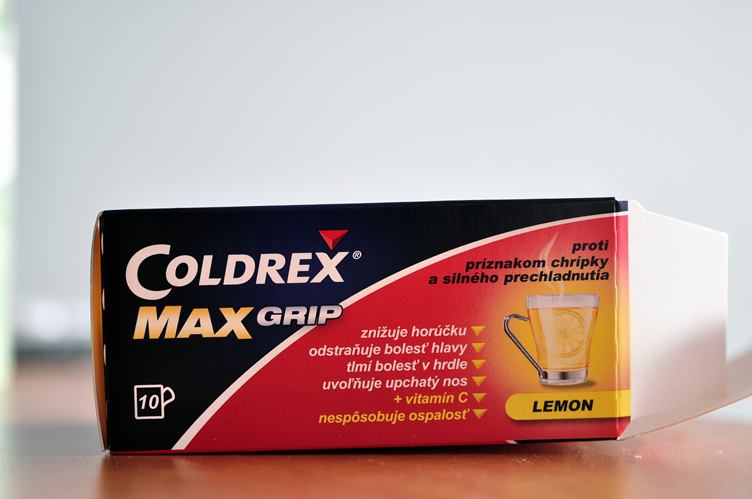 COLDREX®
MAX GRIP
proti
príznakom chrípky
a silného prechladnutia
znižuje horúčku
odstraňuje bolesť hlavy
tlmí bolesť v hrdle
uvoľňuje upchatý nos
+ vitamín C
nespôsobuje ospalosť
10
LEMON